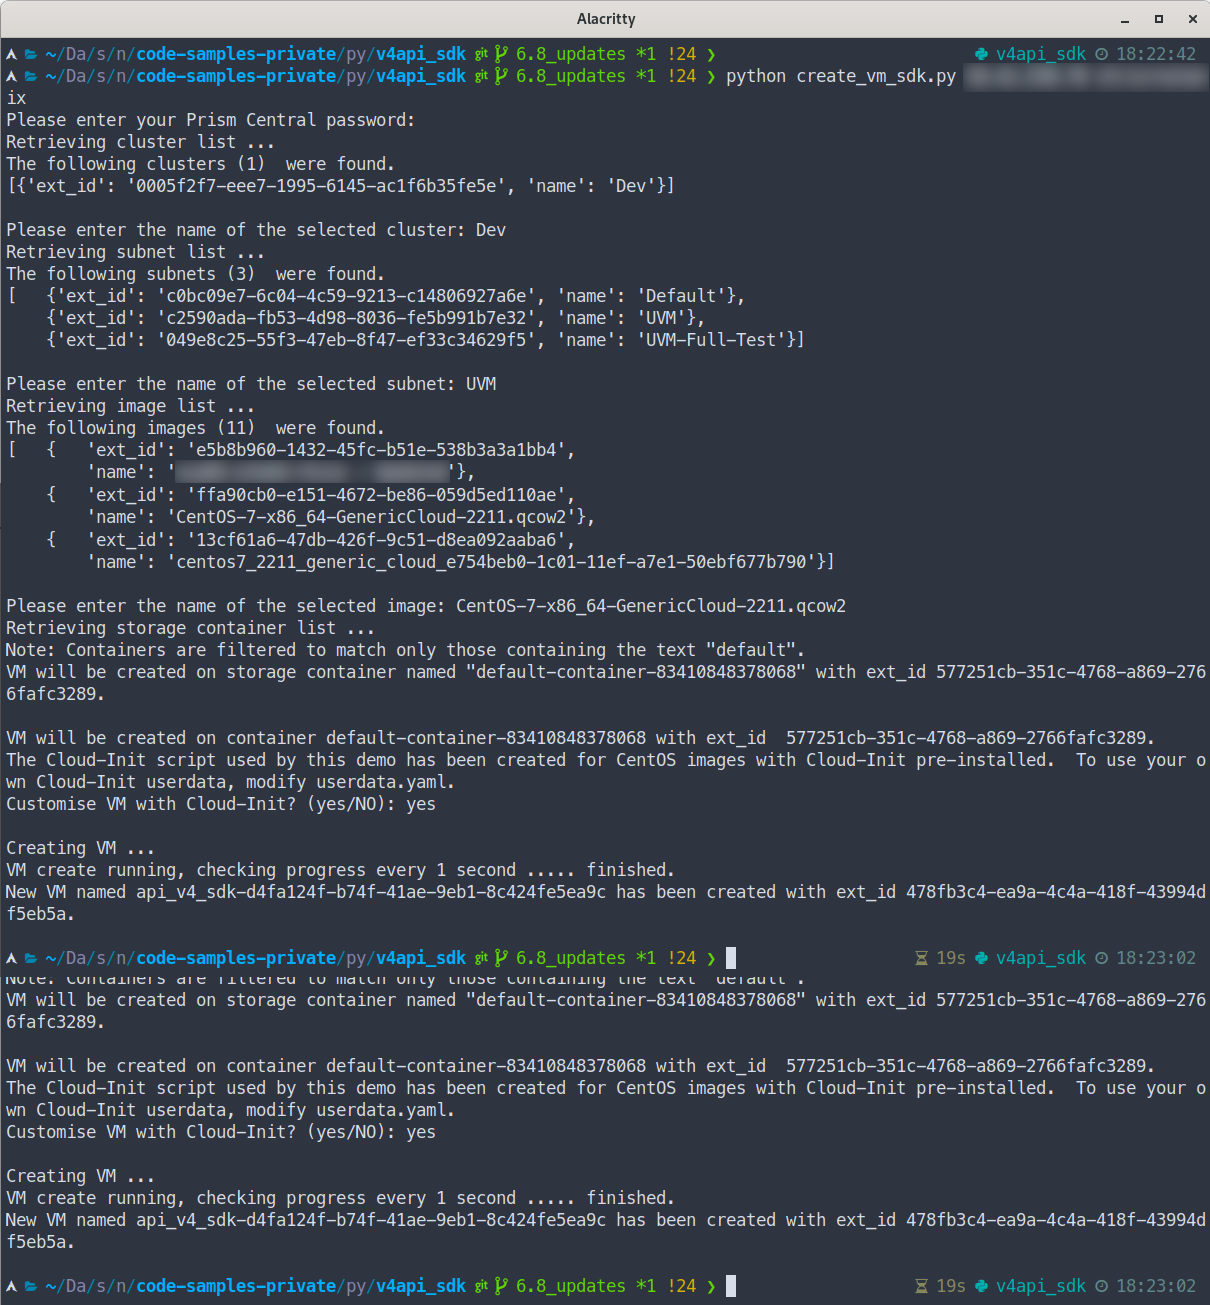 Alacritty
~/Da/s/n/code-samples-private/py/v4api_sdk git 6.8_updates *1 !24 ❯ v4api_sdk 18:22:42
~/Da/s/n/code-samples-private/py/v4api_sdk git 6.8_updates *1 !24 ❯ python create_vm_sdk.py
ix
Please enter your Prism Central password:
Retrieving cluster list ...
The following clusters (1)  were found.
[{'ext_id': '0005f2f7-eee7-1995-6145-ac1f6b35fe5e', 'name': 'Dev'}]
Please enter the name of the selected cluster: Dev
Retrieving subnet list ...
The following subnets (3)  were found.
[   {'ext_id': 'c0bc09e7-6c04-4c59-9213-c14806927a6e', 'name': 'Default'},
    {'ext_id': 'c2590ada-fb53-4d98-8036-fe5b991b7e32', 'name': 'UVM'},
    {'ext_id': '049e8c25-55f3-47eb-8f47-ef33c34629f5', 'name': 'UVM-Full-Test'}]
Please enter the name of the selected subnet: UVM
Retrieving image list ...
The following images (11)  were found.
[   {   'ext_id': 'e5b8b960-1432-45fc-b51e-538b3a3a1bb4',
        'name': ''},
    {   'ext_id': 'ffa90cb0-e151-4672-be86-059d5ed110ae',
        'name': 'CentOS-7-x86_64-GenericCloud-2211.qcow2'},
    {   'ext_id': '13cf61a6-47db-426f-9c51-d8ea092aaba6',
        'name': 'centos7_2211_generic_cloud_e754beb0-1c01-11ef-a7e1-50ebf677b790'}]
Please enter the name of the selected image: CentOS-7-x86_64-GenericCloud-2211.qcow2
Retrieving storage container list ...
Note: Containers are filtered to match only those containing the text "default".
VM will be created on storage container named "default-container-83410848378068" with ext_id 577251cb-351c-4768-a869-276
6fafc3289.
VM will be created on container default-container-83410848378068 with ext_id  577251cb-351c-4768-a869-2766fafc3289.
The Cloud-Init script used by this demo has been created for CentOS images with Cloud-Init pre-installed.  To use your o
wn Cloud-Init userdata, modify userdata.yaml.
Customise VM with Cloud-Init? (yes/NO): yes
Creating VM ...
VM create running, checking progress every 1 second ..... finished.
New VM named api_v4_sdk-d4fa124f-b74f-41ae-9eb1-8c424fe5ea9c has been created with ext_id 478fb3c4-ea9a-4c4a-418f-43994d
f5eb5a.
~/Da/s/n/code-samples-private/py/v4api_sdk git 6.8_updates *1 !24 ❯ 19s v4api_sdk 18:23:02
Note: Containers are filtered to match only those containing the text "default".
VM will be created on storage container named "default-container-83410848378068" with ext_id 577251cb-351c-4768-a869-276
6fafc3289.
VM will be created on container default-container-83410848378068 with ext_id  577251cb-351c-4768-a869-2766fafc3289.
The Cloud-Init script used by this demo has been created for CentOS images with Cloud-Init pre-installed.  To use your o
wn Cloud-Init userdata, modify userdata.yaml.
Customise VM with Cloud-Init? (yes/NO): yes
Creating VM ...
VM create running, checking progress every 1 second ..... finished.
New VM named api_v4_sdk-d4fa124f-b74f-41ae-9eb1-8c424fe5ea9c has been created with ext_id 478fb3c4-ea9a-4c4a-418f-43994d
f5eb5a.
~/Da/s/n/code-samples-private/py/v4api_sdk git 6.8_updates *1 !24 ❯ 19s v4api_sdk 18:23:02